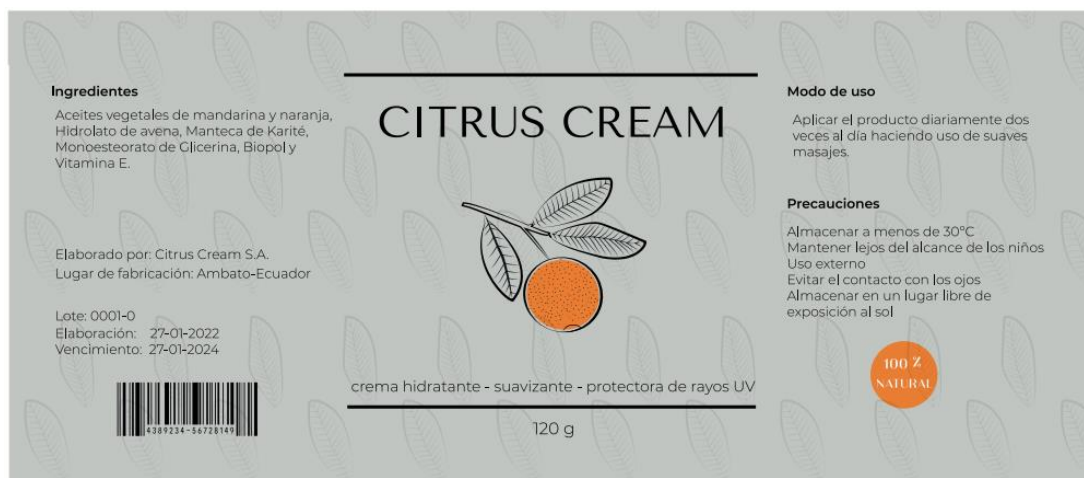 Ingredientes
Aceites vegetales de mandarina y naranja,
Hidrolato de avena, Manteca de Karité,
Monoesteorato de Glicerina, Biopol y
Vitamina E.
Elaborado por: Citrus Cream S.A.
Lugar de fabricación: Ambato-Ecuador
Lote: 0001-0
Elaboración: 27-01-2022
Vencimiento: 27-01-2024
4389234-56728149
CITRUS CREAM
crema hidratante - suavizante - protectora de rayos UV
120 g
Modo de uso
Aplicar el producto diariamente dos
veces al día haciendo uso de suaves
masajes.
Precauciones
Almacenar a menos de 30°C
Mantener lejos del alcance de los niños
Uso externo
Evitar el contacto con los ojos
Almacenar en un lugar libre de
exposición al sol
100 %
NATURAL